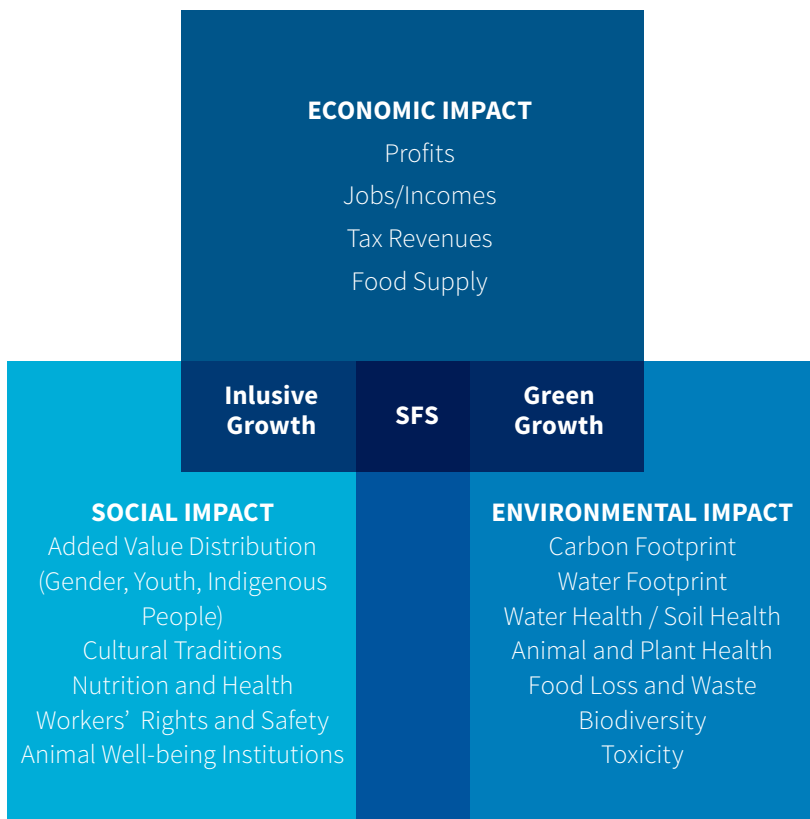 ECONOMIC IMPACT
Profits
Jobs/Incomes
Tax Revenues
Food Supply
Inlusive
Growth
SFS
Green
Growth
SOCIAL IMPACT
Added Value Distribution
(Gender, Youth, Indigenous
People)
Cultural Traditions
Nutrition and Health
Workers’ Rights and Safety
Animal Well-being Institutions
ENVIRONMENTAL IMPACT
Carbon Footprint
Water Footprint
Water Health / Soil Health
Animal and Plant Health
Food Loss and Waste
Biodiversity
Toxicity